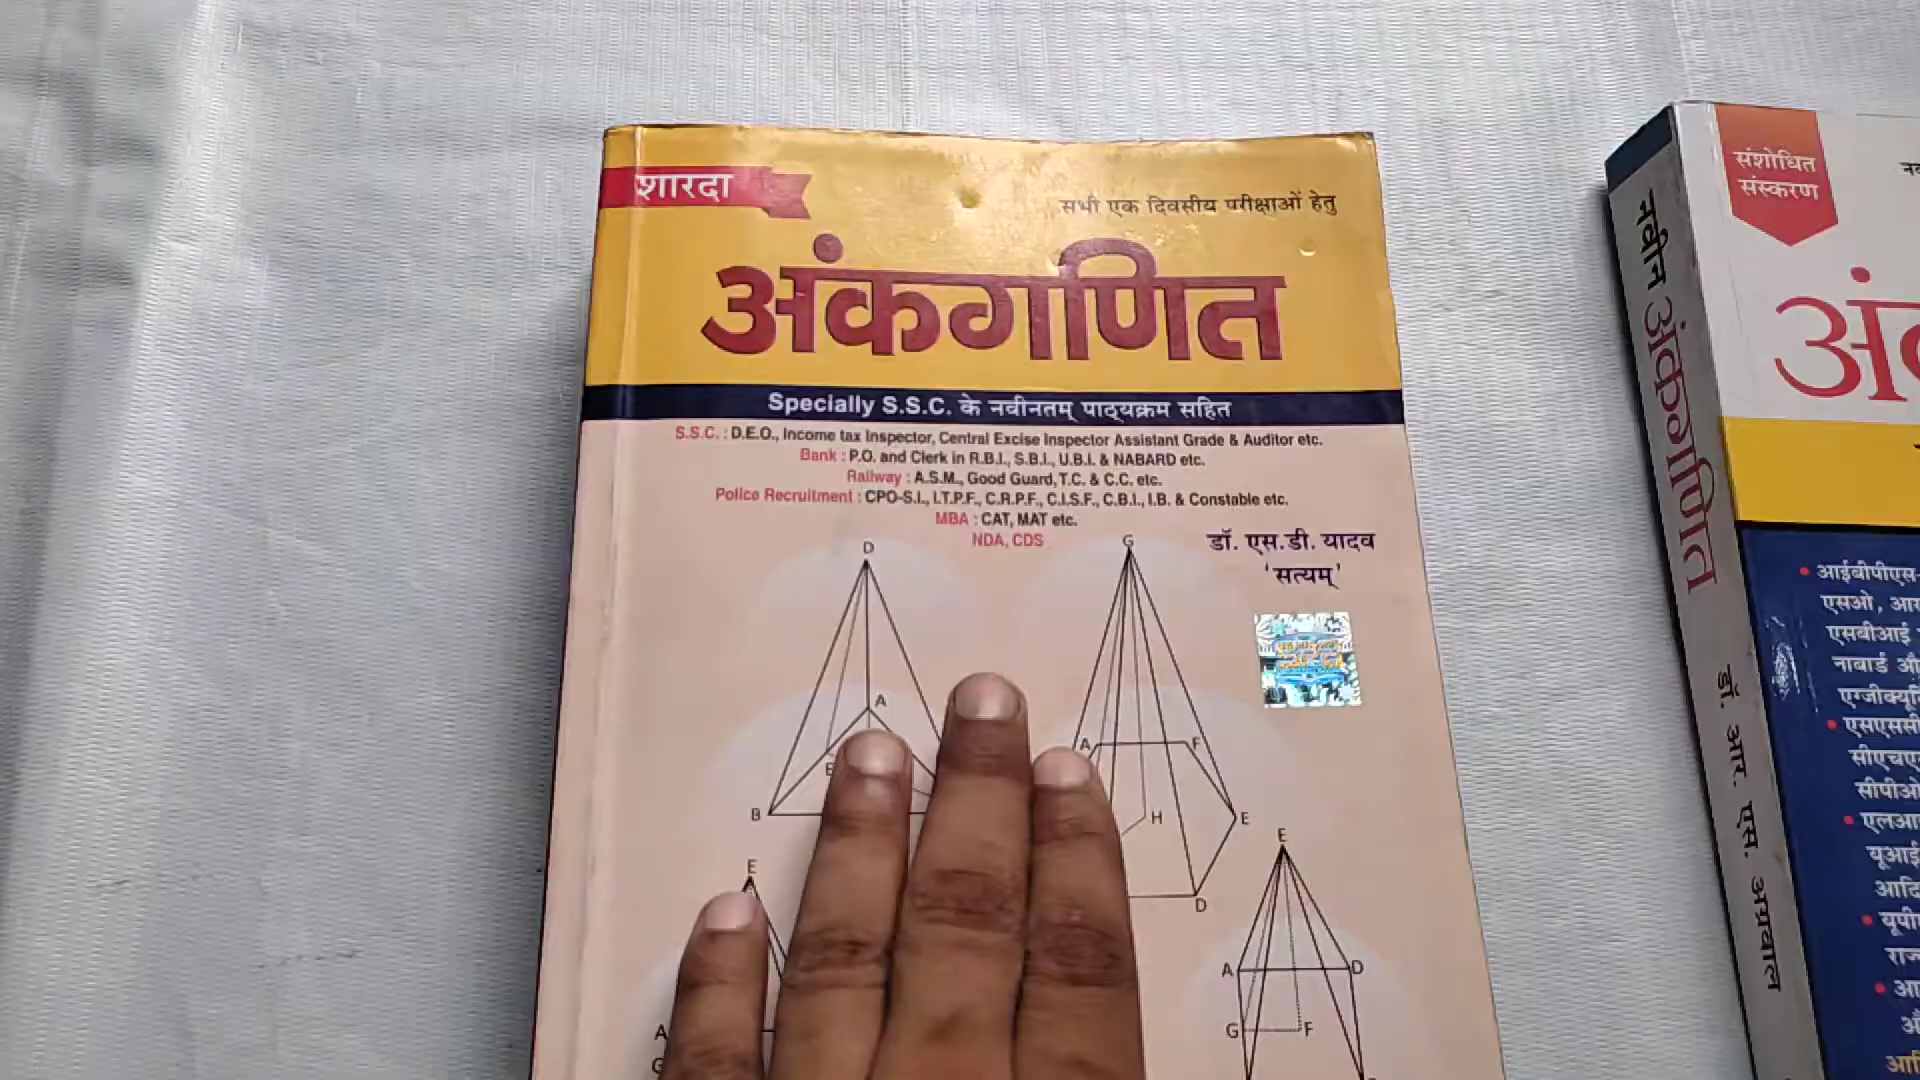 शारदा
सभी एक दिवसीय परीक्षाओं हेतु
अंकगणित
Specially S.S.C. के नवीनतम् पाठ्यक्रम सहित
S.S.C. : D.E.O., Income tax Inspector, Central Excise Inspector Assistant Grade & Auditor etc.
Bank : P.O. and Clerk in R.B.I., S.B.I., U.B.I. & NABARD etc.
Railway : A.S.M., Good Guard, T.C. & C.C. etc.
Police Recruitment : CPO-S.I., I.T.P.F., C.R.P.F., C.I.S.F., C.B.I., I.B. & Constable etc.
MBA : CAT, MAT etc.
NDA, CDS
डॉ. एस.डी. यादव
'सत्यम्'
D
A
B
G
A F
H E
D
E
A
E
A D
G F
संशोधित
संस्करण
नवीन अंकगणित
डॉ. आर. एस. अग्रवाल
आईबीपीएस-
एसओ,
एसबीआई
नाबार्ड
एलआ
आदि